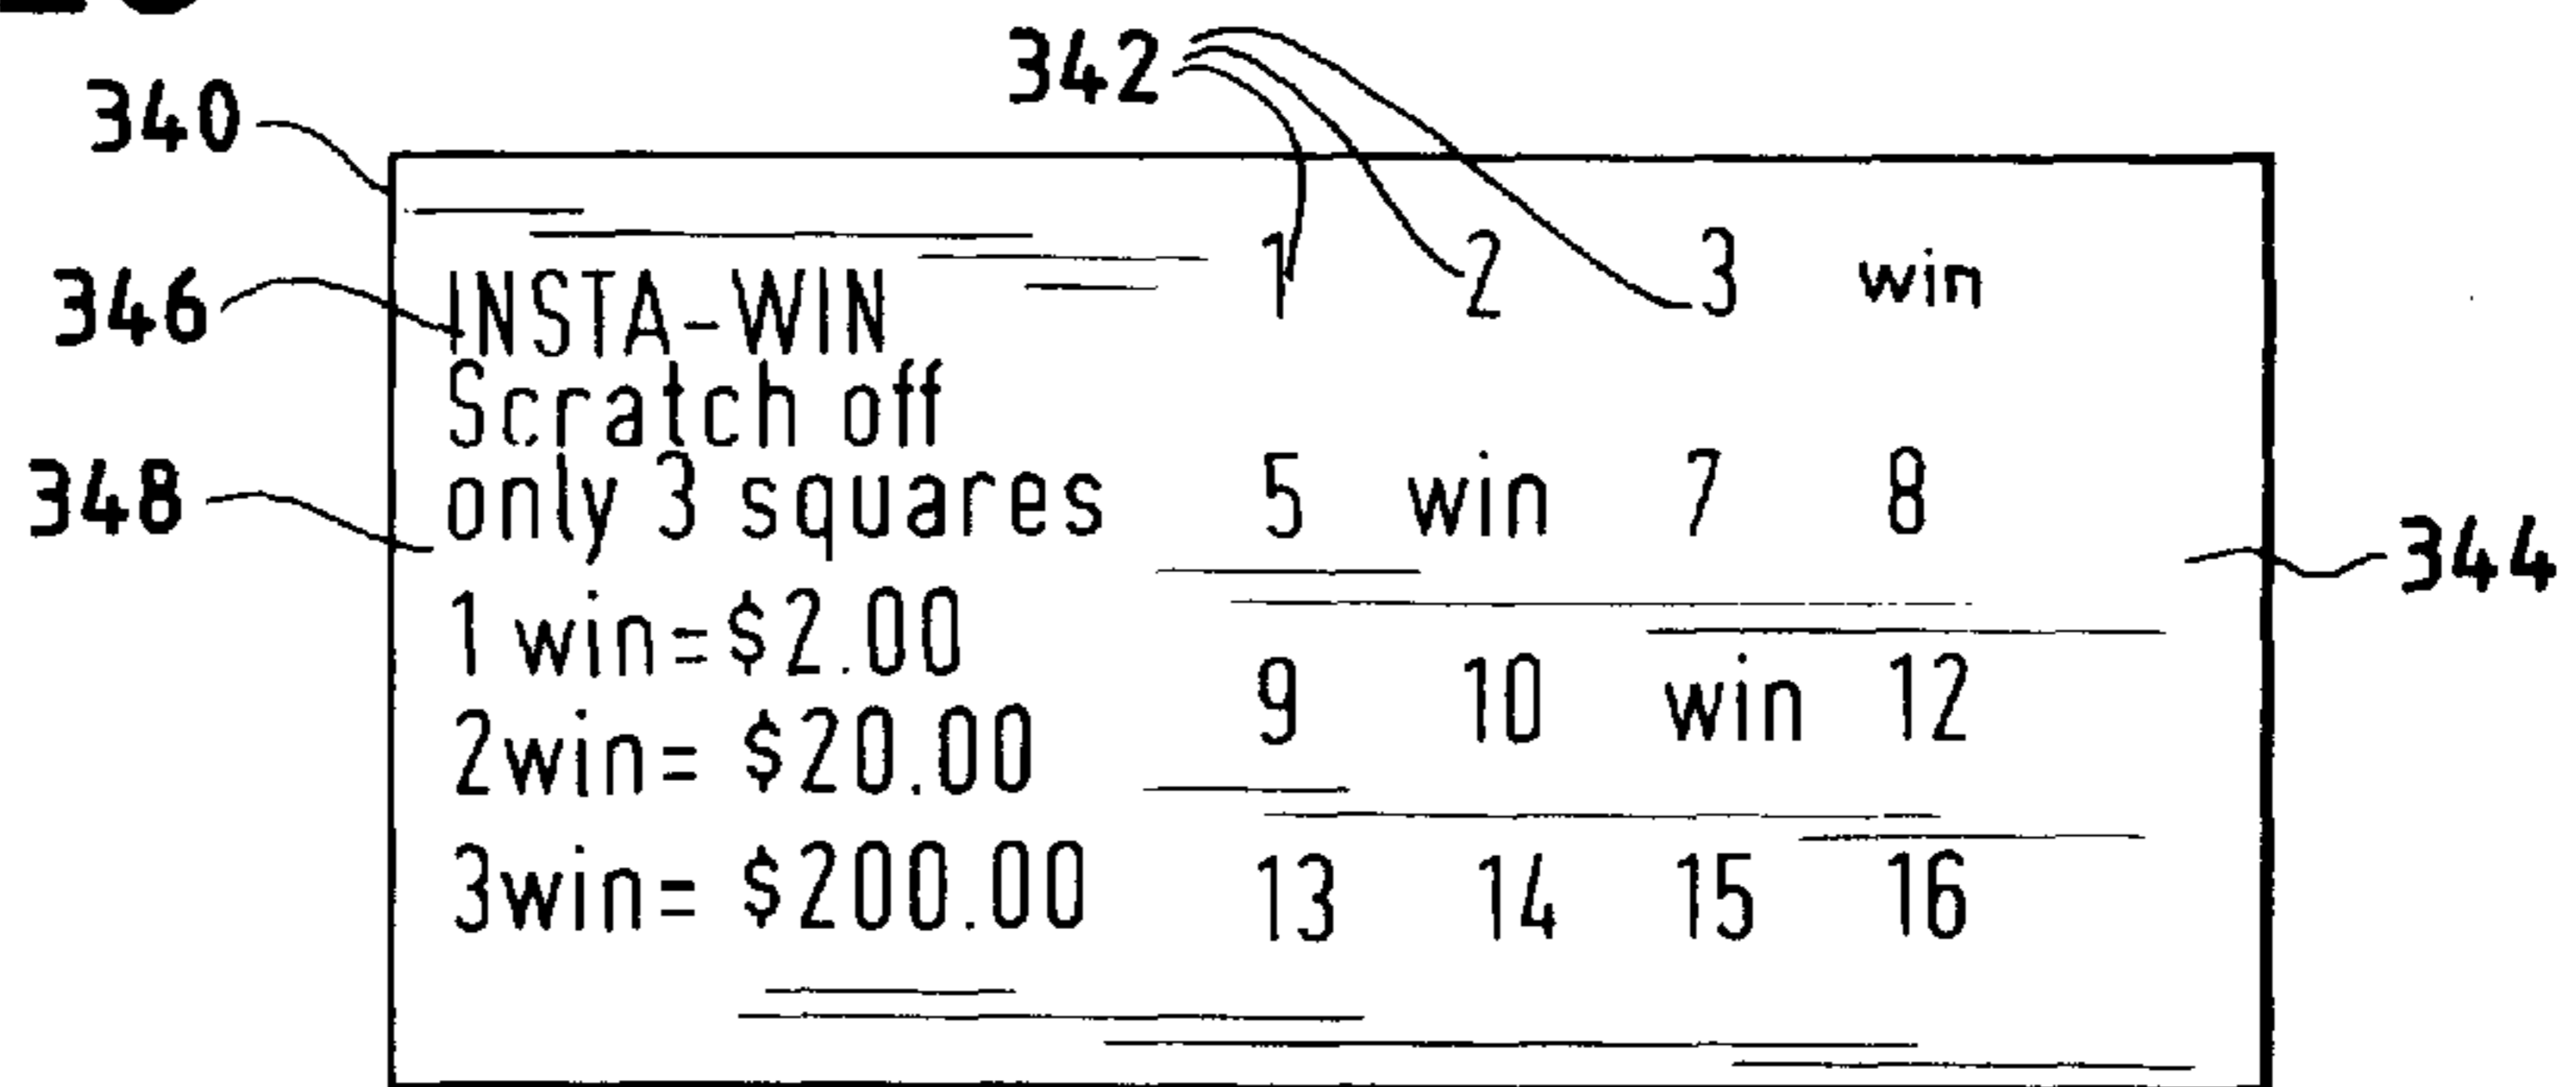 342
340
1 2 3 win
346
INSTA-WIN
Scratch off
348
only 3 squares
5 win 7 8
344
1 win=$2.00
9 10 win 12
2win= $20.00
3win= $200.00
13 14 15 16